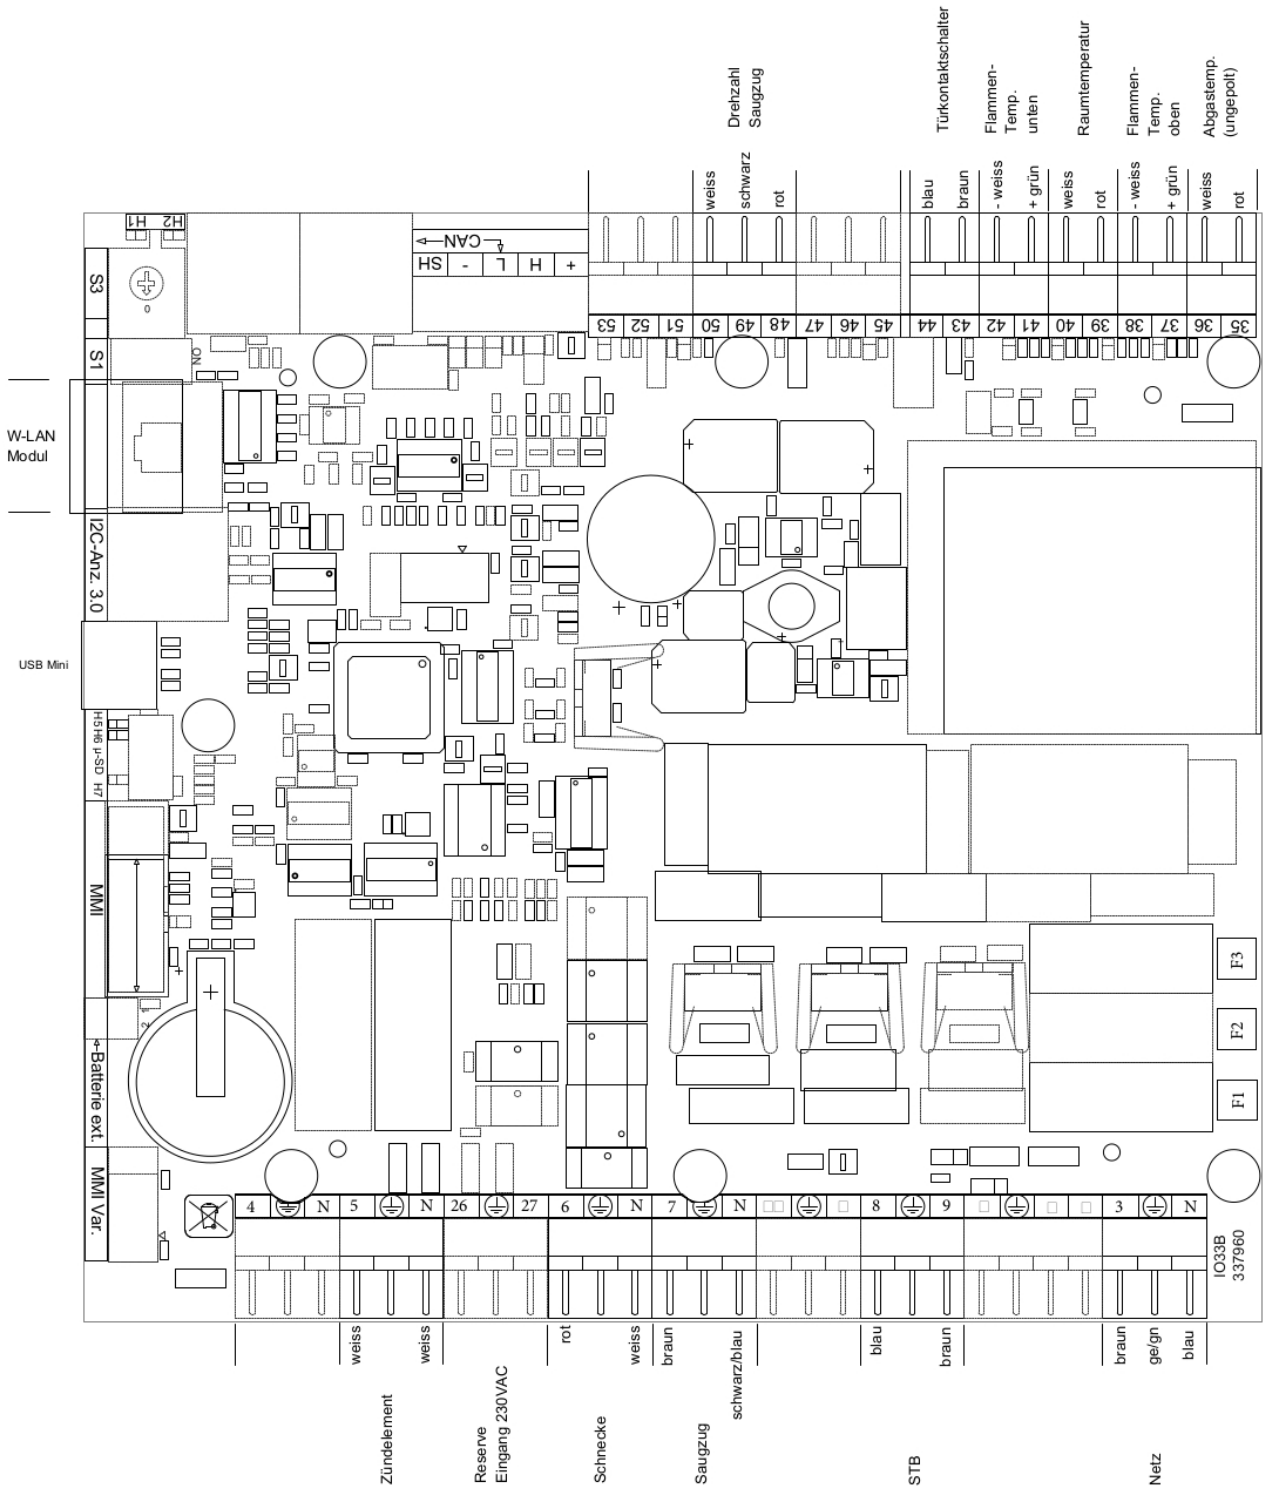 Drehzahl
Saugzug
Türkontaktschalter
Flammen-
Temp.
unten
Raumtemperatur
Flammen-
Temp.
oben
Abgastemp.
(ungepolt)
weiss
schwarz
rot
blau
braun
- weiss
+ grün
weiss
rot
- weiss
+ grün
weiss
rot
H1 H2
CAN
SH - L H +
53 52 51 50 49 48 47 46 45 44 43 42 41 40 39 38 37 36 35
S3
0
S1
ON
W-LAN
Modul
I2C-Anz. 3.0
USB Mini
H5 H6 µ-SD H7
MMI
2 1
Batterie ext.
MMI Var.
F3
F2
F1
4 N 5 N 26 27 6 N 7 N 8 9 3 N
IO33B
337960
weiss
weiss
rot
weiss
braun
schwarz/blau
blau
braun
braun
ge/gn
blau
Zündelement
Reserve
Eingang 230VAC
Schnecke
Saugzug
STB
Netz